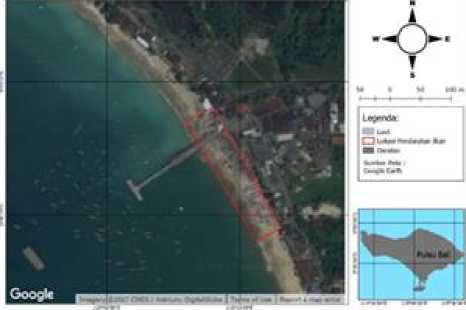 N
W E
S
50 0 50 100 m
Legenda:
Laut
Lokasi Pendaratan Ikan
Daratan
Sumber Peta :
Google Earth
Pulau Bali
Google
Imagery ©2017 CNES / Airbus, DigitalGlobe Terms of Use Report a map error